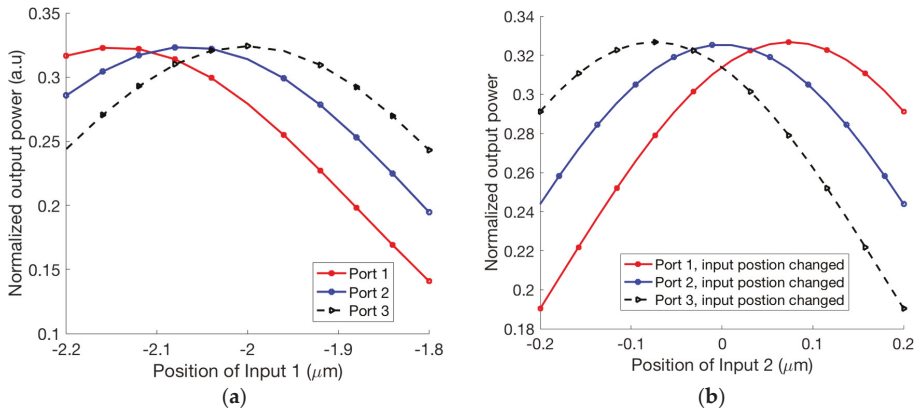 0.35
0.3
0.25
0.2
0.15
0.1
Normalized output power (a.u)
Port 1
Port 2
Port 3
-2.2 -2.1 -2 -1.9 -1.8
Position of Input 1 (μm)
(a)
0.34
0.32
0.3
0.28
0.26
0.24
0.22
0.2
0.18
Normalized output power
Port 1, input postion changed
Port 2, input postion changed
Port 3, input postion changed
-0.2 -0.1 0 0.1 0.2
Position of Input 2 (μm)
(b)